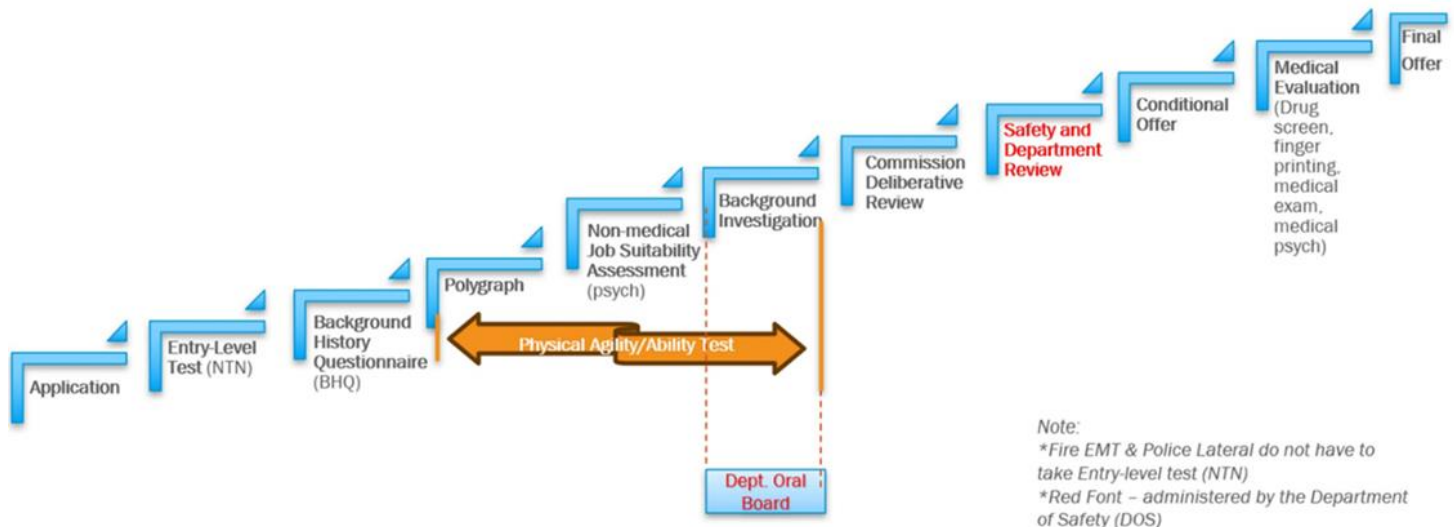 Application
Entry-Level
Test (NTN)
Background
History
Questionnaire
(BHQ)
Polygraph
Non-medical
Job Suitability
Assessment
(psych)
Background
Investigation
Commission
Deliberative
Review
Safety and
Department
Review
Conditional
Offer
Medical
Evaluation
(Drug
screen,
finger
printing,
medical
exam,
medical
psych)
Final
Offer
Physical Agility/Ability Test
Dept. Oral
Board
Note:
*Fire EMT & Police Lateral do not have to
take Entry-level test (NTN)
*Red Font – administered by the Department
of Safety (DOS)